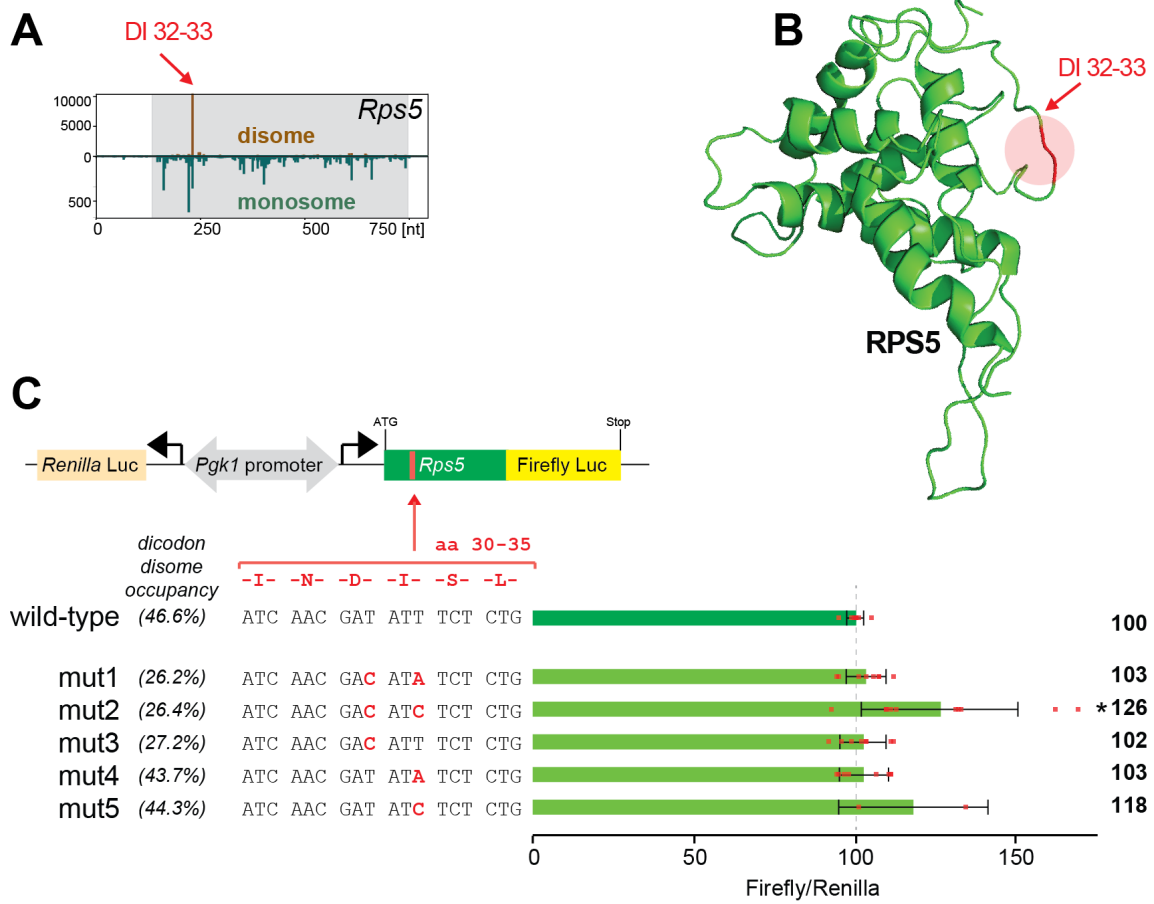 A
DI 32-33
10000
5000
0
500
Rps5
disome
monosome
0 250 500 750 [nt]
B
DI 32-33
RPS5
C
ATG Stop
Renilla Luc Pgk1 promoter Rps5 Firefly Luc
aa 30-35
dicodon
disome
occupancy
-I- -N- -D- -I- -S- -L-
wild-type (46.6%) ATC AAC GAT ATT TCT CTG 100
mut1 (26.2%) ATC AAC GAC ATA TCT CTG 103
mut2 (26.4%) ATC AAC GAC ATC TCT CTG *126
mut3 (27.2%) ATC AAC GAC ATT TCT CTG 102
mut4 (43.7%) ATC AAC GAT ATA TCT CTG 103
mut5 (44.3%) ATC AAC GAT ATC TCT CTG 118
0 50 100 150
Firefly/Renilla